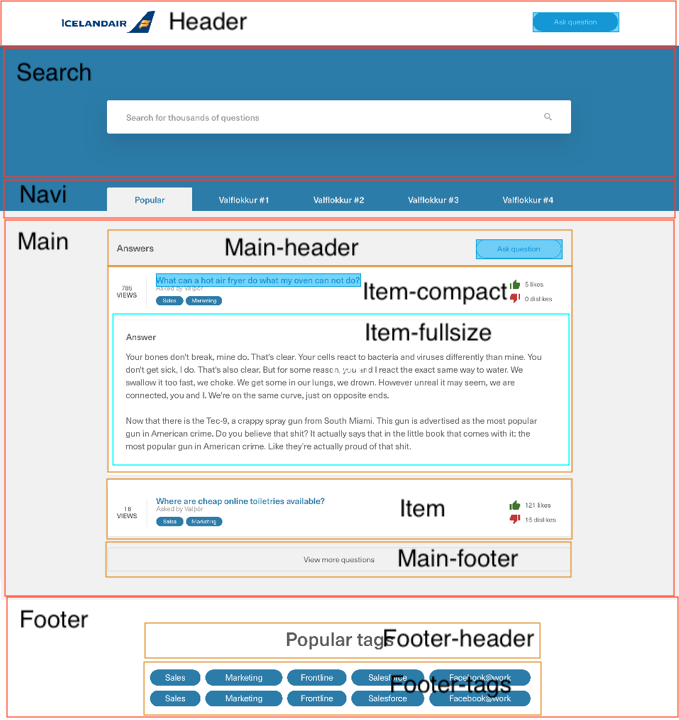 ICELANDAIR Header Ask question
Search
Search for thousands of questions
Navi Popular Valflokkur #1 Valflokkur #2 Valflokkur #3 Valflokkur #4
Main
Answers Main-header Ask question
What can a hot air fryer do what my oven can not do?
Asked by Valþór
785
VIEWS
Sales Marketing
Item-compact
5 likes
0 dislikes
Item-fullsize
Answer
Your bones don't break, mine do. That's clear. Your cells react to bacteria and viruses differently than mine. You
don't get sick, I do. That's also clear. But for some reason, you and I react the exact same way to water. We
swallow it too fast, we choke. We get some in our lungs, we drown. However unreal it may seem, we are
connected, you and I. We're on the same curve, just on opposite ends.
Now that there is the Tec-9, a crappy spray gun from South Miami. This gun is advertised as the most popular
gun in American crime. Do you believe that shit? It actually says that in the little book that comes with it: the
most popular gun in American crime. Like they're actually proud of that shit.
Where are cheap online toiletries available?
Asked by Valþór
18
VIEWS
Sales Marketing
Item
121 likes
15 dislikes
View more questions Main-footer
Footer
Popular tags Footer-header
Sales Marketing Frontline Salesforce Facebook@work
Footer-tags
Sales Marketing Frontline Salesforce Facebook@work